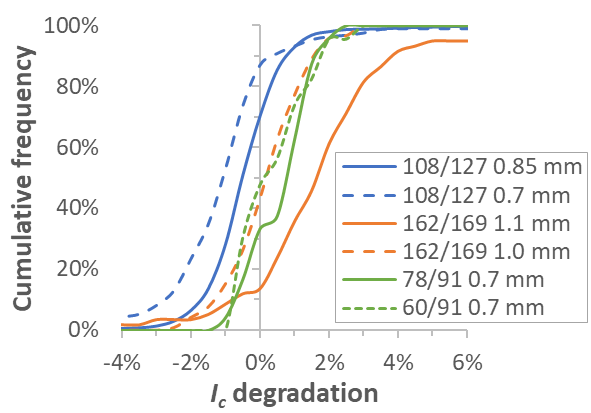 Cumulative frequency
100%
80%
60%
40%
20%
0%
-4%
-2%
0%
2%
4%
6%
Ic degradation
108/127 0.85 mm
108/127 0.7 mm
162/169 1.1 mm
162/169 1.0 mm
78/91 0.7 mm
60/91 0.7 mm